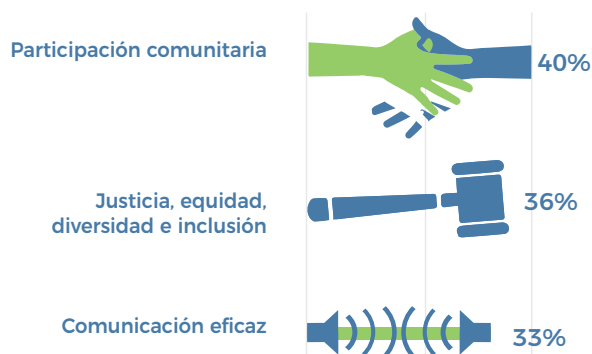 Participación comunitaria
40%
Justicia, equidad,
diversidad e inclusión
36%
Comunicación eficaz
33%